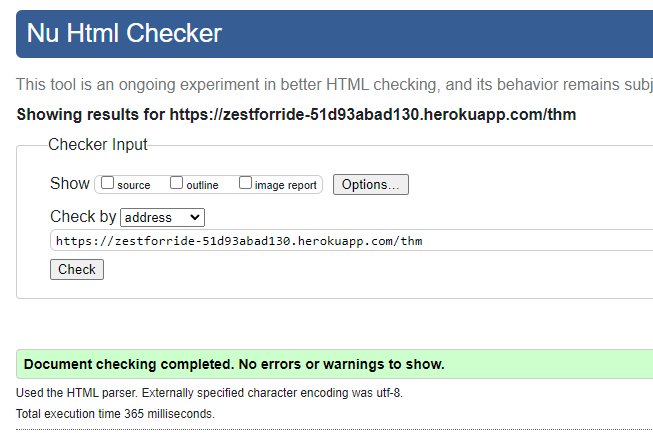 Nu Html Checker
This tool is an ongoing experiment in better HTML checking, and its behavior remains subj
Showing results for https://zestforride-51d93abad130.herokuapp.com/thm
Checker Input
Show source outline image report Options...
Check by address
https://zestforride-51d93abad130.herokuapp.com/thm
Check
Document checking completed. No errors or warnings to show.
Used the HTML parser. Externally specified character encoding was utf-8.
Total execution time 365 milliseconds.